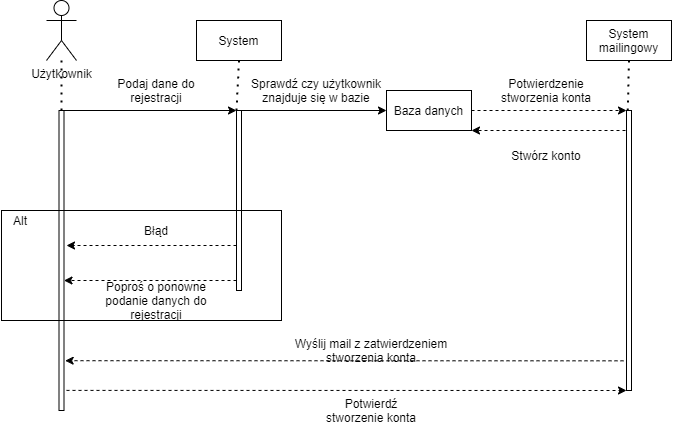 System
System
mailingowy
Użytkownik
Podaj dane do
rejestracji
Sprawdź czy użytkownik
znajduje się w bazie
Baza danych
Potwierdzenie
stworzenia konta
Stwórz konto
Alt
Błąd
Poproś o ponowne
podanie danych do
rejestracji
Wyślij mail z zatwierdzeniem
stworzenia konta
Potwierdź
stworzenie konta